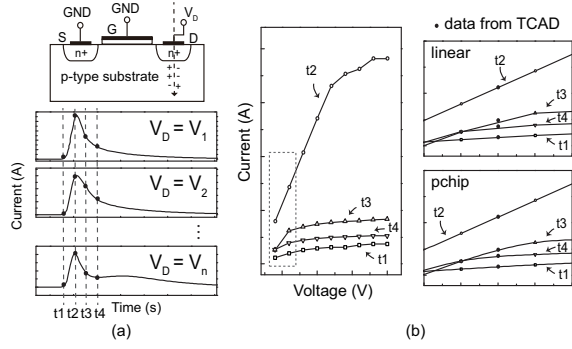 (a)
GND
GND
V_D
S
G
D
n+
n+
p-type substrate
+ -
+ -
+ -
V_D = V_1
V_D = V_2
⋮
V_D = V_n
Current (A)
t1 t2 t3 t4
Time (s)
(a)
t2
t3
t4
t1
Current (A)
Voltage (V)
• data from TCAD
linear
t2
t3
t4
t1
pchip
t2
t3
t4
t1
(b)